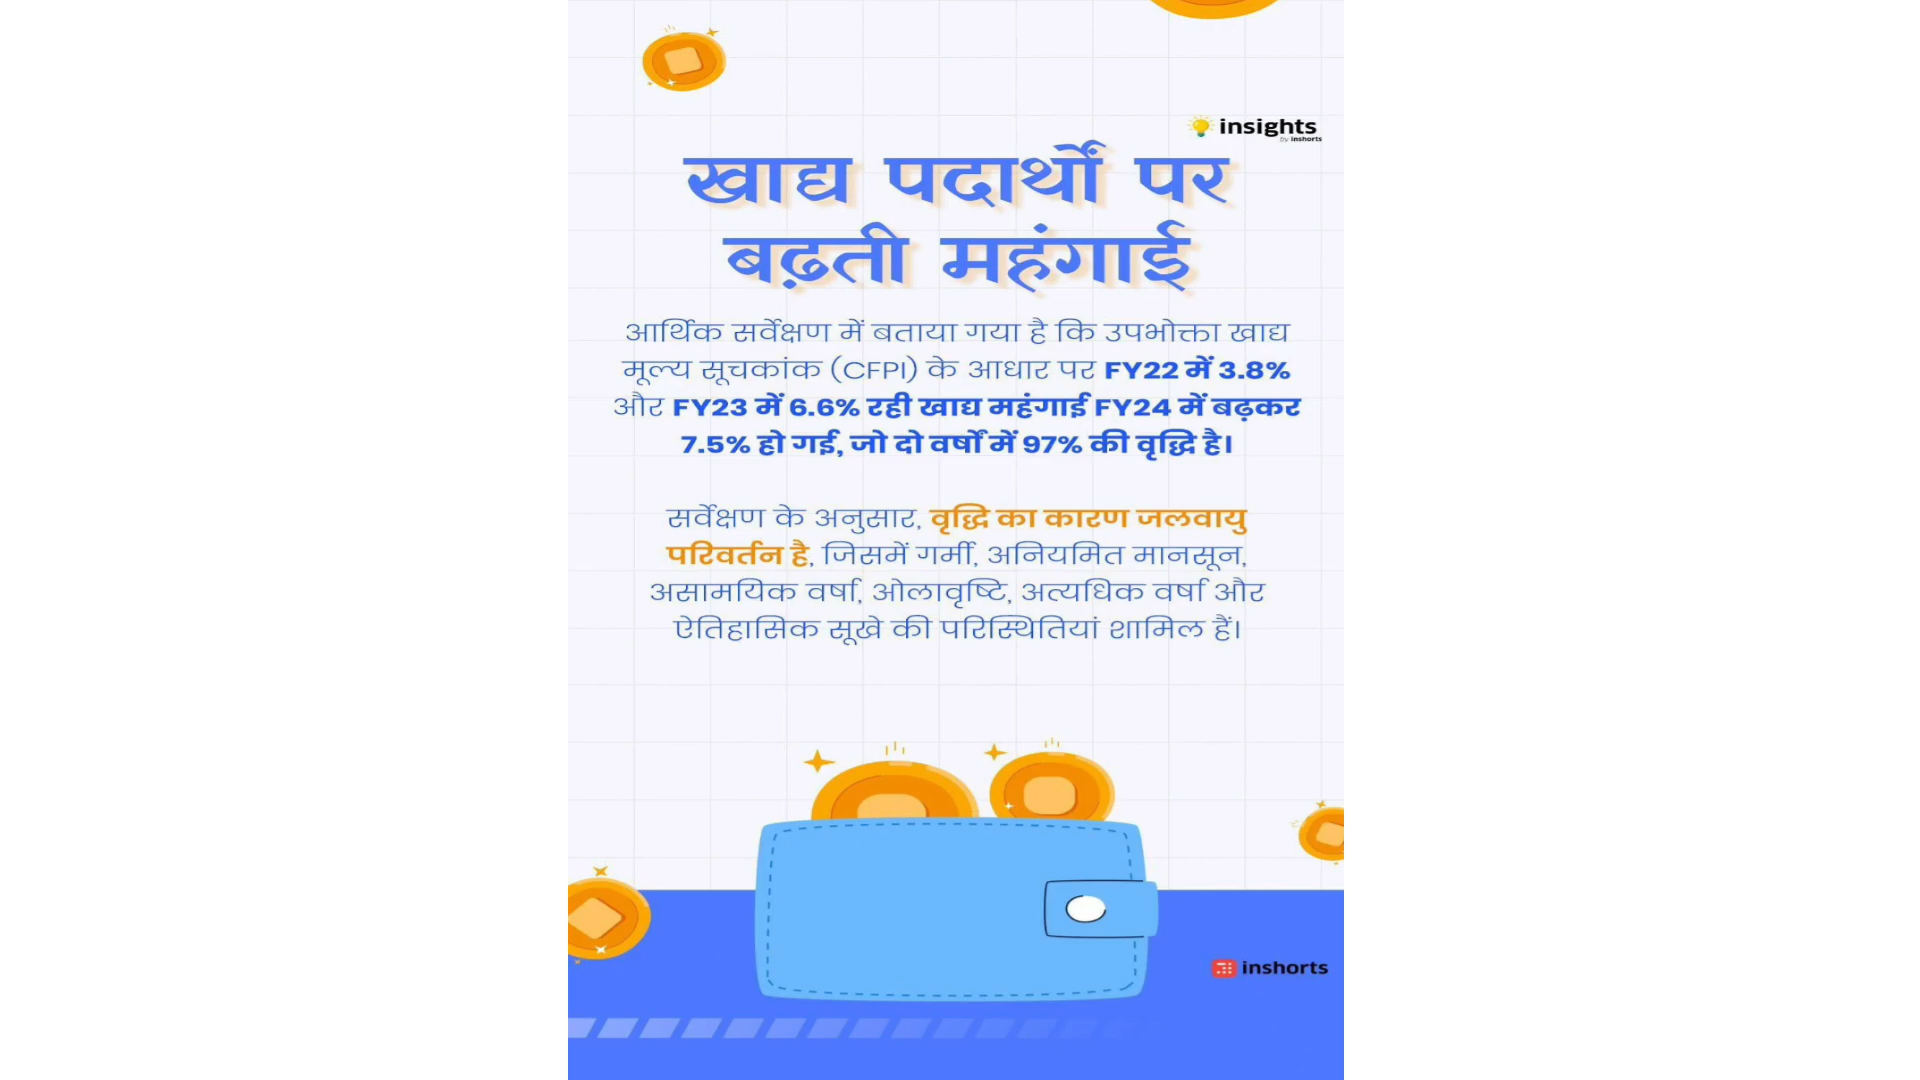 insights
by inshorts
खाद्य पदार्थों पर
बढ़ती महंगाई
आर्थिक सर्वेक्षण में बताया गया है कि उपभोक्ता खाद्य
मूल्य सूचकांक (CFPI) के आधार पर FY22 में 3.8%
और FY23 में 6.6% रही खाद्य महंगाई FY24 में बढ़कर
7.5% हो गई, जो दो वर्षों में 97% की वृद्धि है।
सर्वेक्षण के अनुसार, वृद्धि का कारण जलवायु
परिवर्तन है, जिसमें गर्मी, अनियमित मानसून,
असामयिक वर्षा, ओलावृष्टि, अत्यधिक वर्षा और
ऐतिहासिक सूखे की परिस्थितियां शामिल हैं।
inshorts